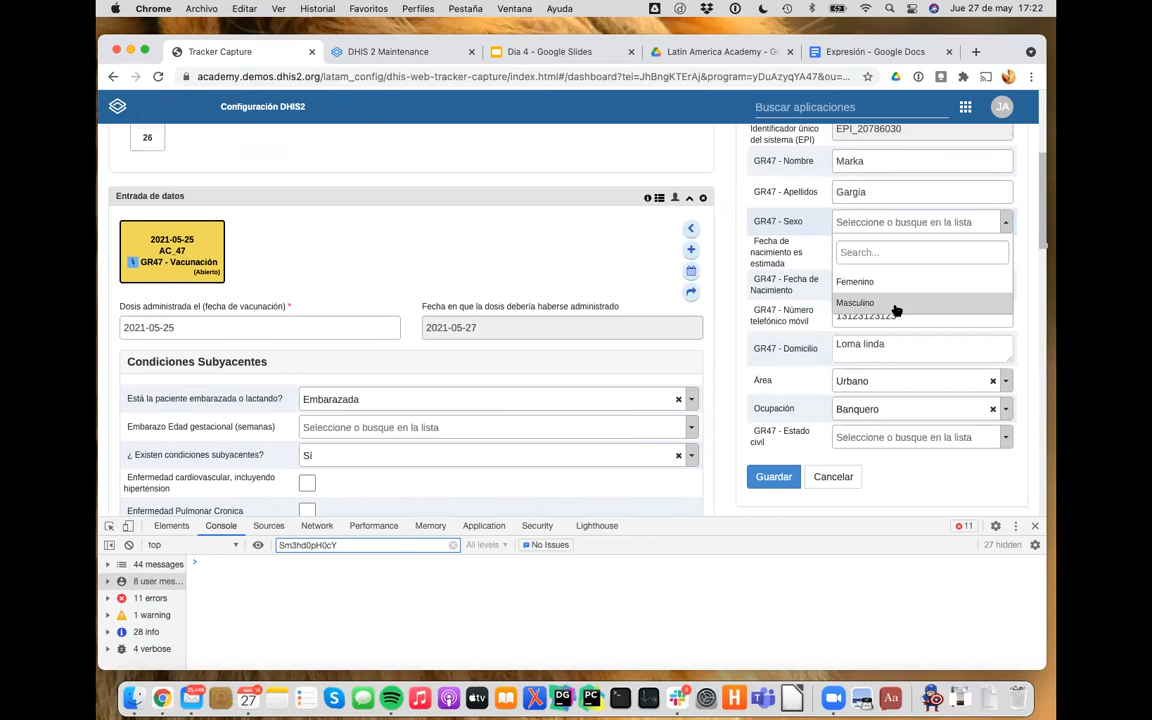 Chrome Archivo Editar Ver Historial Favoritos Perfiles Pestaña Ventana Ayuda Jue 27 de may 17:22
Tracker Capture DHIS 2 Maintenance Dia 4 - Google Slides Latin America Academy - Go Expresión - Google Docs
academy.demos.dhis2.org/latam_config/dhis-web-tracker-capture/index.html#/dashboard?tei=JhBngKTErAj&program=yDuAzyqYA47&ou=...
Configuración DHIS2 Buscar aplicaciones JA
26
Identificador único del sistema (EPI) EPI_20786030
GR47 - Nombre Marka
GR47 - Apellidos Gargia
GR47 - Sexo Seleccione o busque en la lista
Search...
Femenino
Masculino
Fecha de nacimiento es estimada
GR47 - Fecha de Nacimiento
GR47 - Número telefónico móvil 13123123123
GR47 - Domicilio Loma linda
Área Urbano
Ocupación Banquero
GR47 - Estado civil Seleccione o busque en la lista
Guardar Cancelar
Entrada de datos
2021-05-25
AC_47
GR47 - Vacunación
(Abierto)
Dosis administrada el (fecha de vacunación) * Fecha en que la dosis debería haberse administrado
2021-05-25 2021-05-27
Condiciones Subyacentes
Está la paciente embarazada o lactando? Embarazada
Embarazo Edad gestacional (semanas) Seleccione o busque en la lista
¿ Existen condiciones subyacentes? Sí
Enfermedad cardiovascular, incluyendo hipertension
Enfermedad Pulmonar Cronica
Elements Console Sources Network Performance Memory Application Security Lighthouse 11
top Sm3hd0pH0cY All levels No Issues 27 hidden
44 messages
8 user mes...
11 errors
1 warning
28 info
4 verbose
27
DG PC H Aa